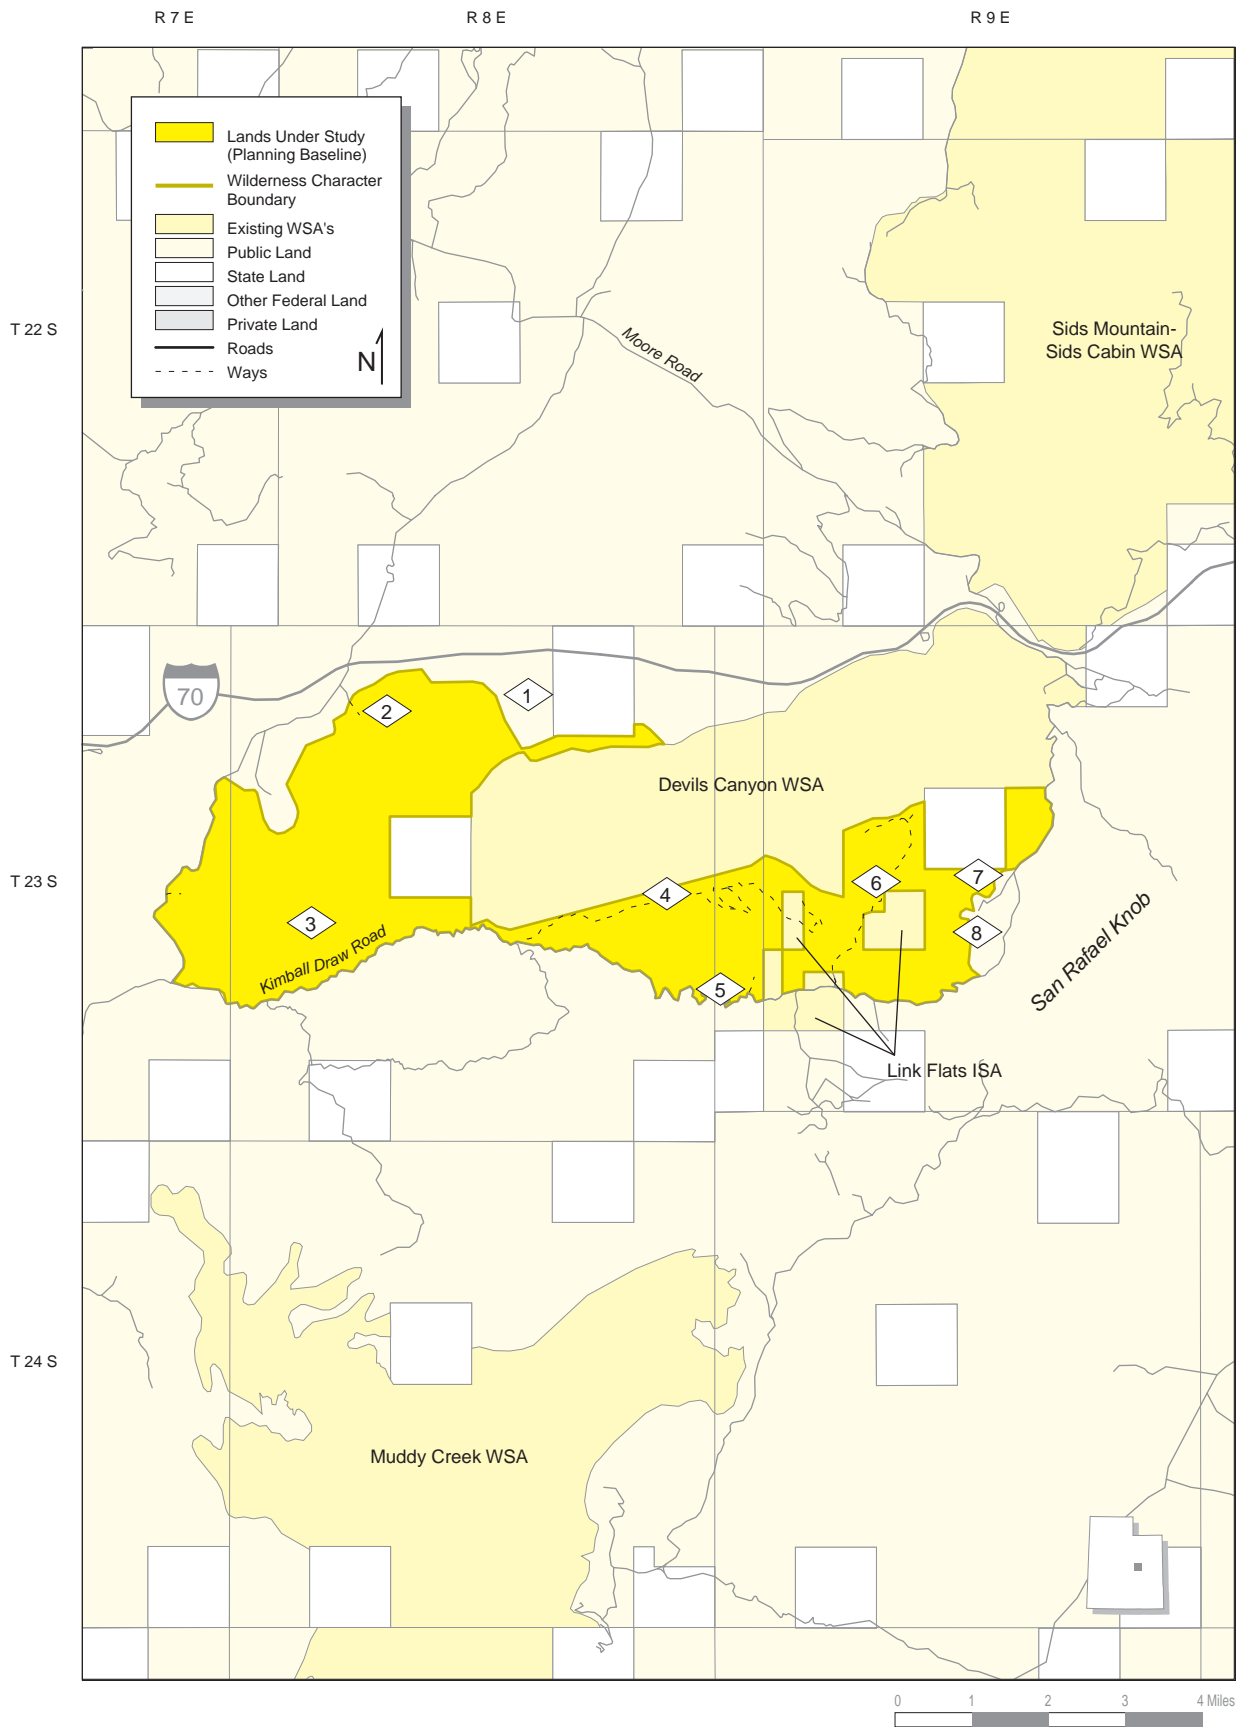 R 7 E
R 8 E
R 9 E
Lands Under Study
(Planning Baseline)
Wilderness Character
Boundary
Existing WSA's
Public Land
State Land
Other Federal Land
Private Land
Roads
Ways
N
T 22 S
Moore Road
Sids Mountain-
Sids Cabin WSA
70
1
2
Devils Canyon WSA
T 23 S
3
4
5
6
7
8
Kimball Draw Road
San Rafael Knob
Link Flats ISA
T 24 S
Muddy Creek WSA
0 1 2 3 4 Miles